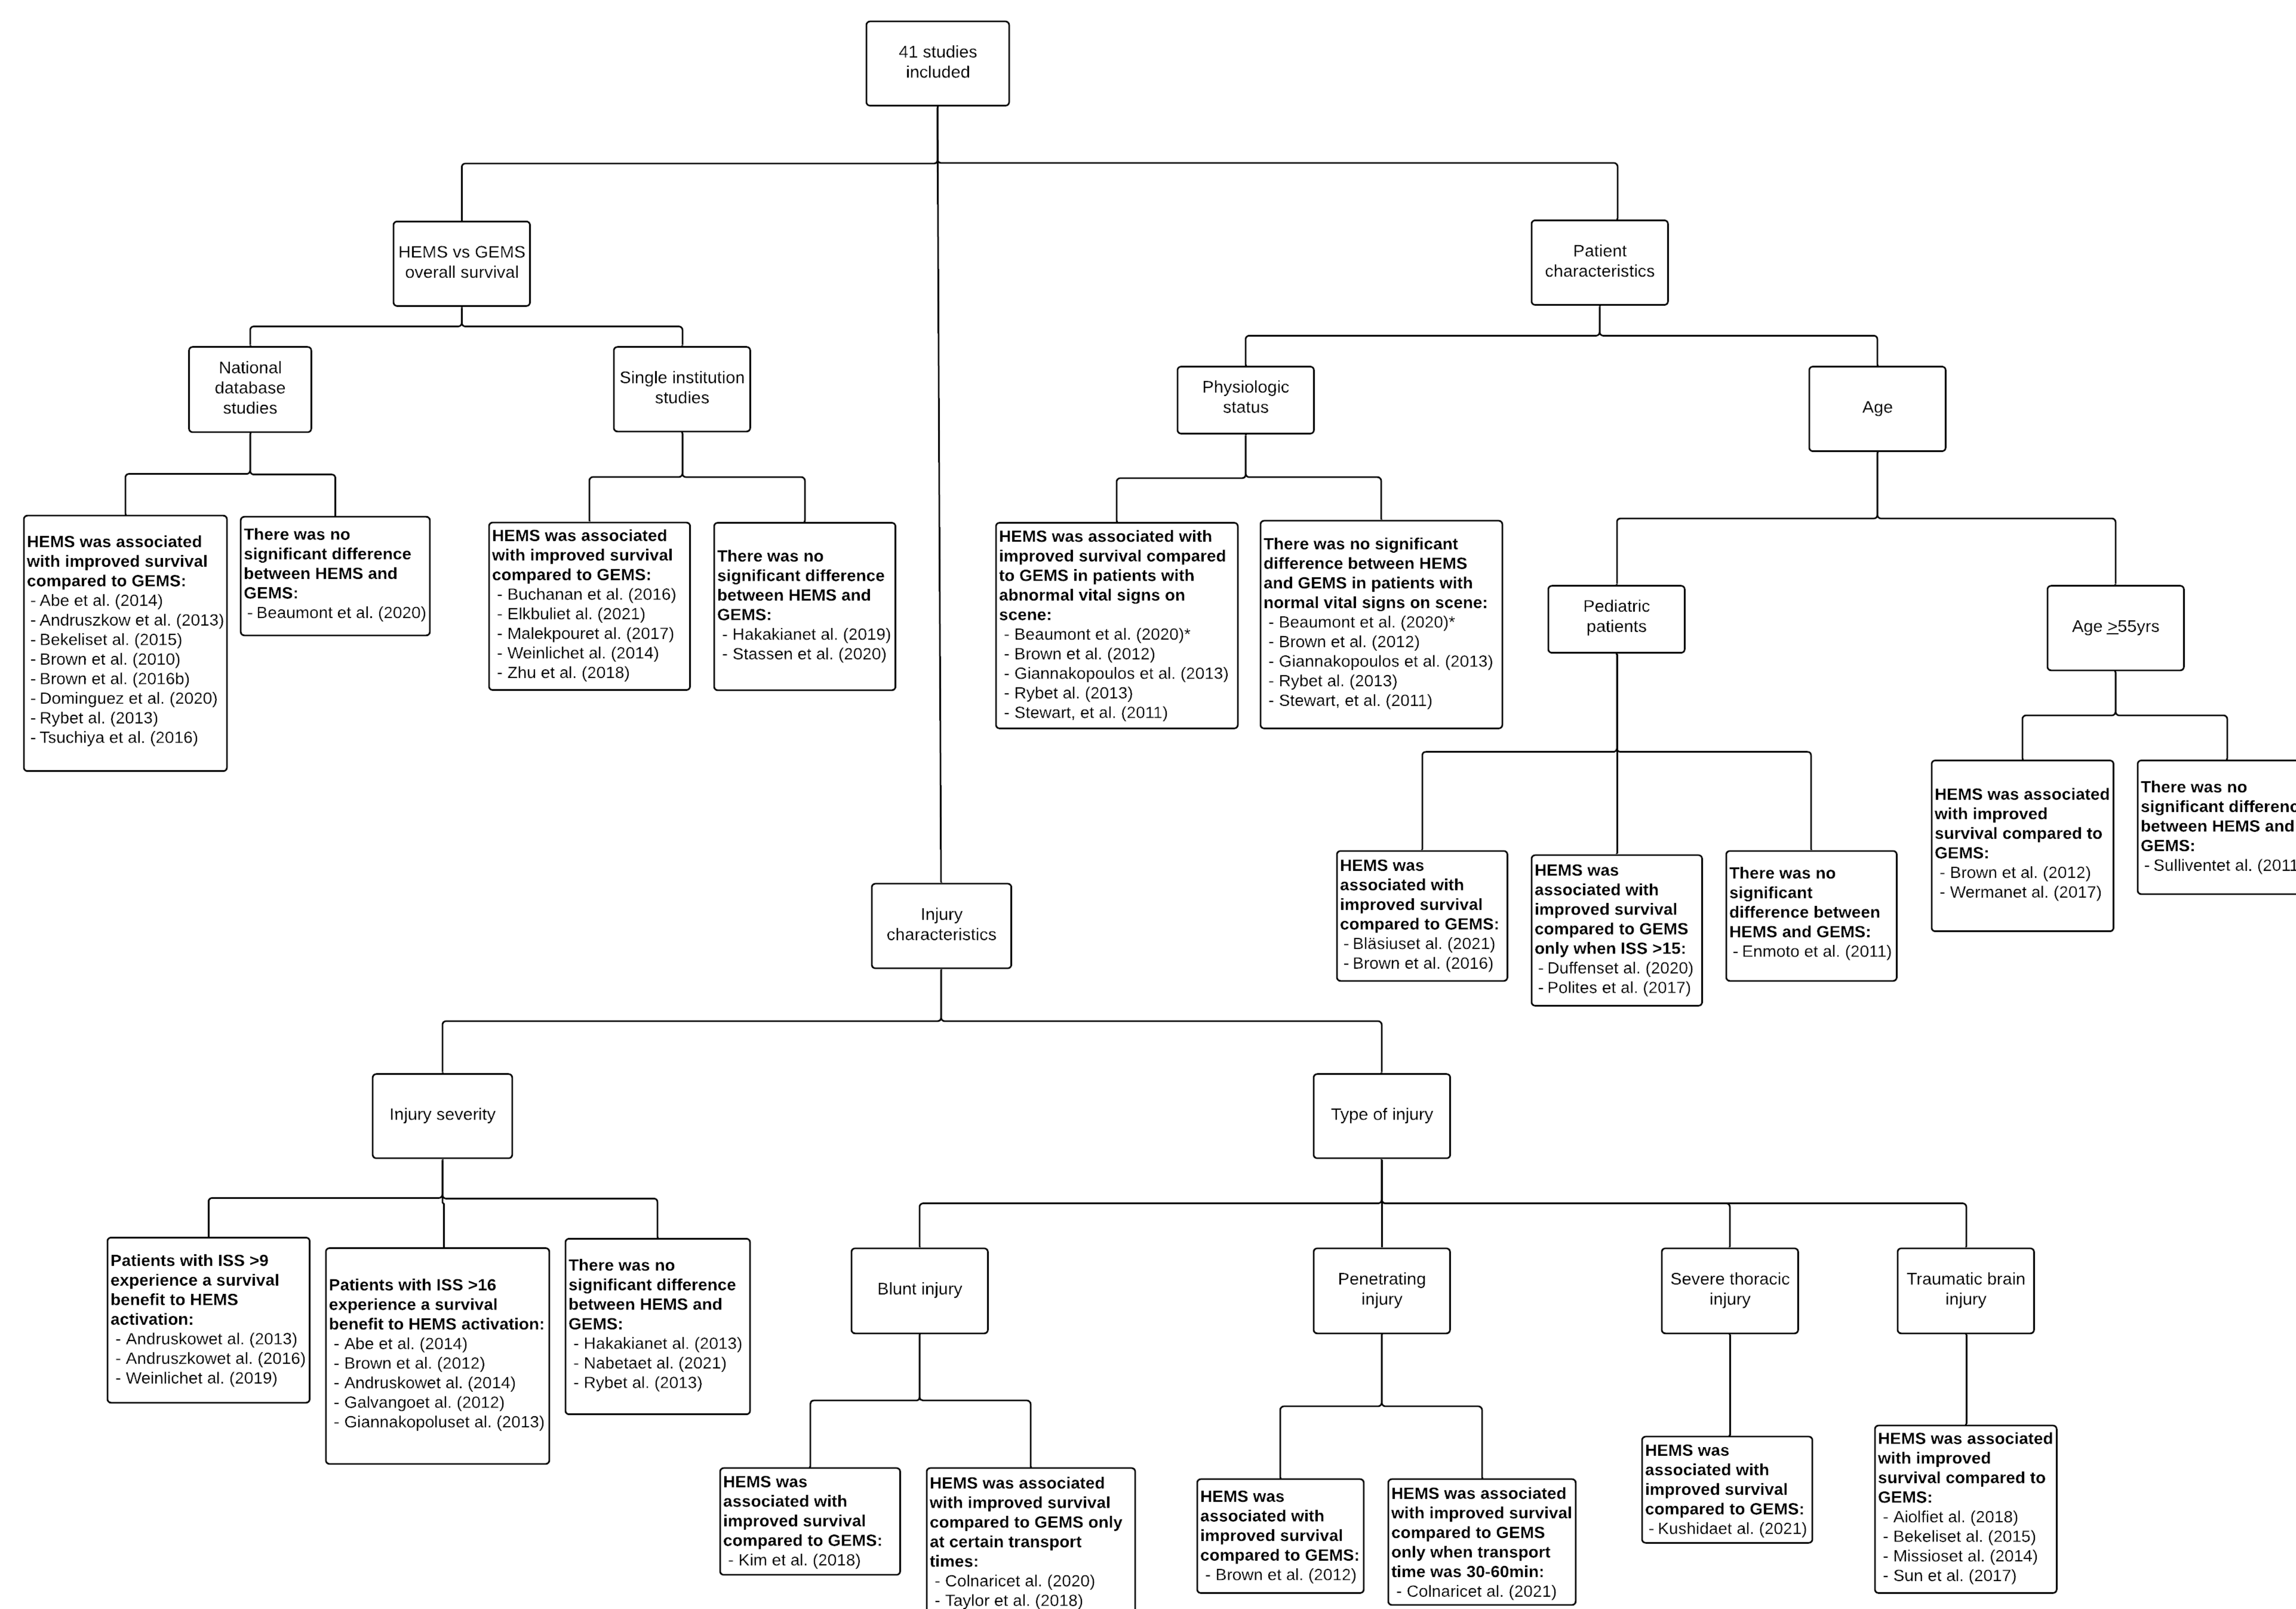 41 studies
included
HEMS vs GEMS
overall survival
Patient
characteristics
National
database
studies
Single institution
studies
Physiologic
status
Age
HEMS was associated
with improved survival
compared to GEMS:
- Abe et al. (2014)
- Andruszkow et al. (2013)
- Bekeliset al. (2015)
- Brown et al. (2010)
- Brown et al. (2016b)
- Dominguez et al. (2020)
- Rybet al. (2013)
- Tsuchiya et al. (2016)
There was no
significant difference
between HEMS and
GEMS:
- Beaumont et al. (2020)
HEMS was associated
with improved survival
compared to GEMS:
- Buchanan et al. (2016)
- Elkbuliet al. (2021)
- Malekpouret al. (2017)
- Weinlichet al. (2014)
- Zhu et al. (2018)
There was no
significant difference
between HEMS and
GEMS:
- Hakakianet al. (2019)
- Stassen et al. (2020)
HEMS was associated with
improved survival compared
to GEMS in patients with
abnormal vital signs on
scene:
- Beaumont et al. (2020)*
- Brown et al. (2012)
- Giannakopoulos et al. (2013)
- Rybet al. (2013)
- Stewart, et al. (2011)
There was no significant
difference between HEMS
and GEMS in patients with
normal vital signs on scene:
- Beaumont et al. (2020)*
- Brown et al. (2012)
- Giannakopoulos et al. (2013)
- Rybet al. (2013)
- Stewart, et al. (2011)
Pediatric
patients
Age >55yrs
HEMS was
associated with
improved survival
compared to GEMS:
- Bläsiuset al. (2021)
- Brown et al. (2016)
HEMS was
associated with
improved survival
compared to GEMS
only when ISS >15:
- Duffenset al. (2020)
- Polites et al. (2017)
There was no
significant
difference between
HEMS and GEMS:
- Enmoto et al. (2011)
HEMS was associated
with improved
survival compared to
GEMS:
- Brown et al. (2012)
- Wermanet al. (2017)
There was no
significant differenc
between HEMS and
GEMS:
- Sulliventet al. (2011
Injury
characteristics
Injury severity
Type of injury
Patients with ISS >9
experience a survival
benefit to HEMS
activation:
- Andruskowet al. (2013)
- Andruszkowet al. (2016)
- Weinlichet al. (2019)
Patients with ISS >16
experience a survival
benefit to HEMS activation:
- Abe et al. (2014)
- Brown et al. (2012)
- Andruskowet al. (2014)
- Galvangoet al. (2012)
- Giannakopoluset al. (2013)
There was no
significant difference
between HEMS and
GEMS:
- Hakakianet al. (2013)
- Nabetaet al. (2021)
- Rybet al. (2013)
Blunt injury
Penetrating
injury
Severe thoracic
injury
Traumatic brain
injury
HEMS was
associated with
improved survival
compared to GEMS:
- Kim et al. (2018)
HEMS was associated
with improved survival
compared to GEMS only
at certain transport
times:
- Colnaricet al. (2020)
- Taylor et al. (2018)
HEMS was
associated with
improved survival
compared to GEMS:
- Brown et al. (2012)
HEMS was associated
with improved survival
compared to GEMS
only when transport
time was 30-60min:
- Colnaricet al. (2021)
HEMS was
associated with
improved survival
compared to GEMS:
- Kushidaet al. (2021)
HEMS was associated
with improved
survival compared to
GEMS:
- Aiolfiet al. (2018)
- Bekeliset al. (2015)
- Missioset al. (2014)
- Sun et al. (2017)